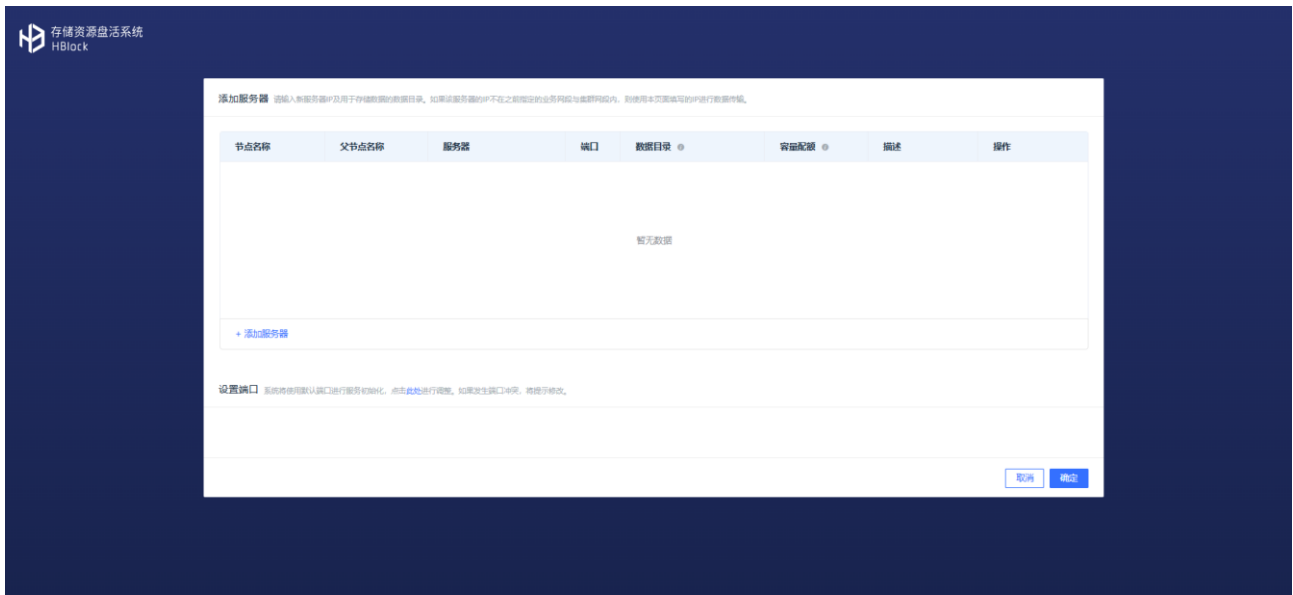 存储资源盘活系统
HBlock
添加服务器 请输入新服务器IP及用于存储数据的数据目录。如果该服务器的IP不在之前指定的业务网段与集群网段内，则使用本页面填写的IP进行数据传输。
节点名称 父节点名称 服务器 端口 数据目录 容量配额 描述 操作
暂无数据
+ 添加服务器
设置端口 系统将使用默认端口进行服务初始化，点击此处进行调整。如果发生端口冲突，将提示修改。
取消 确定